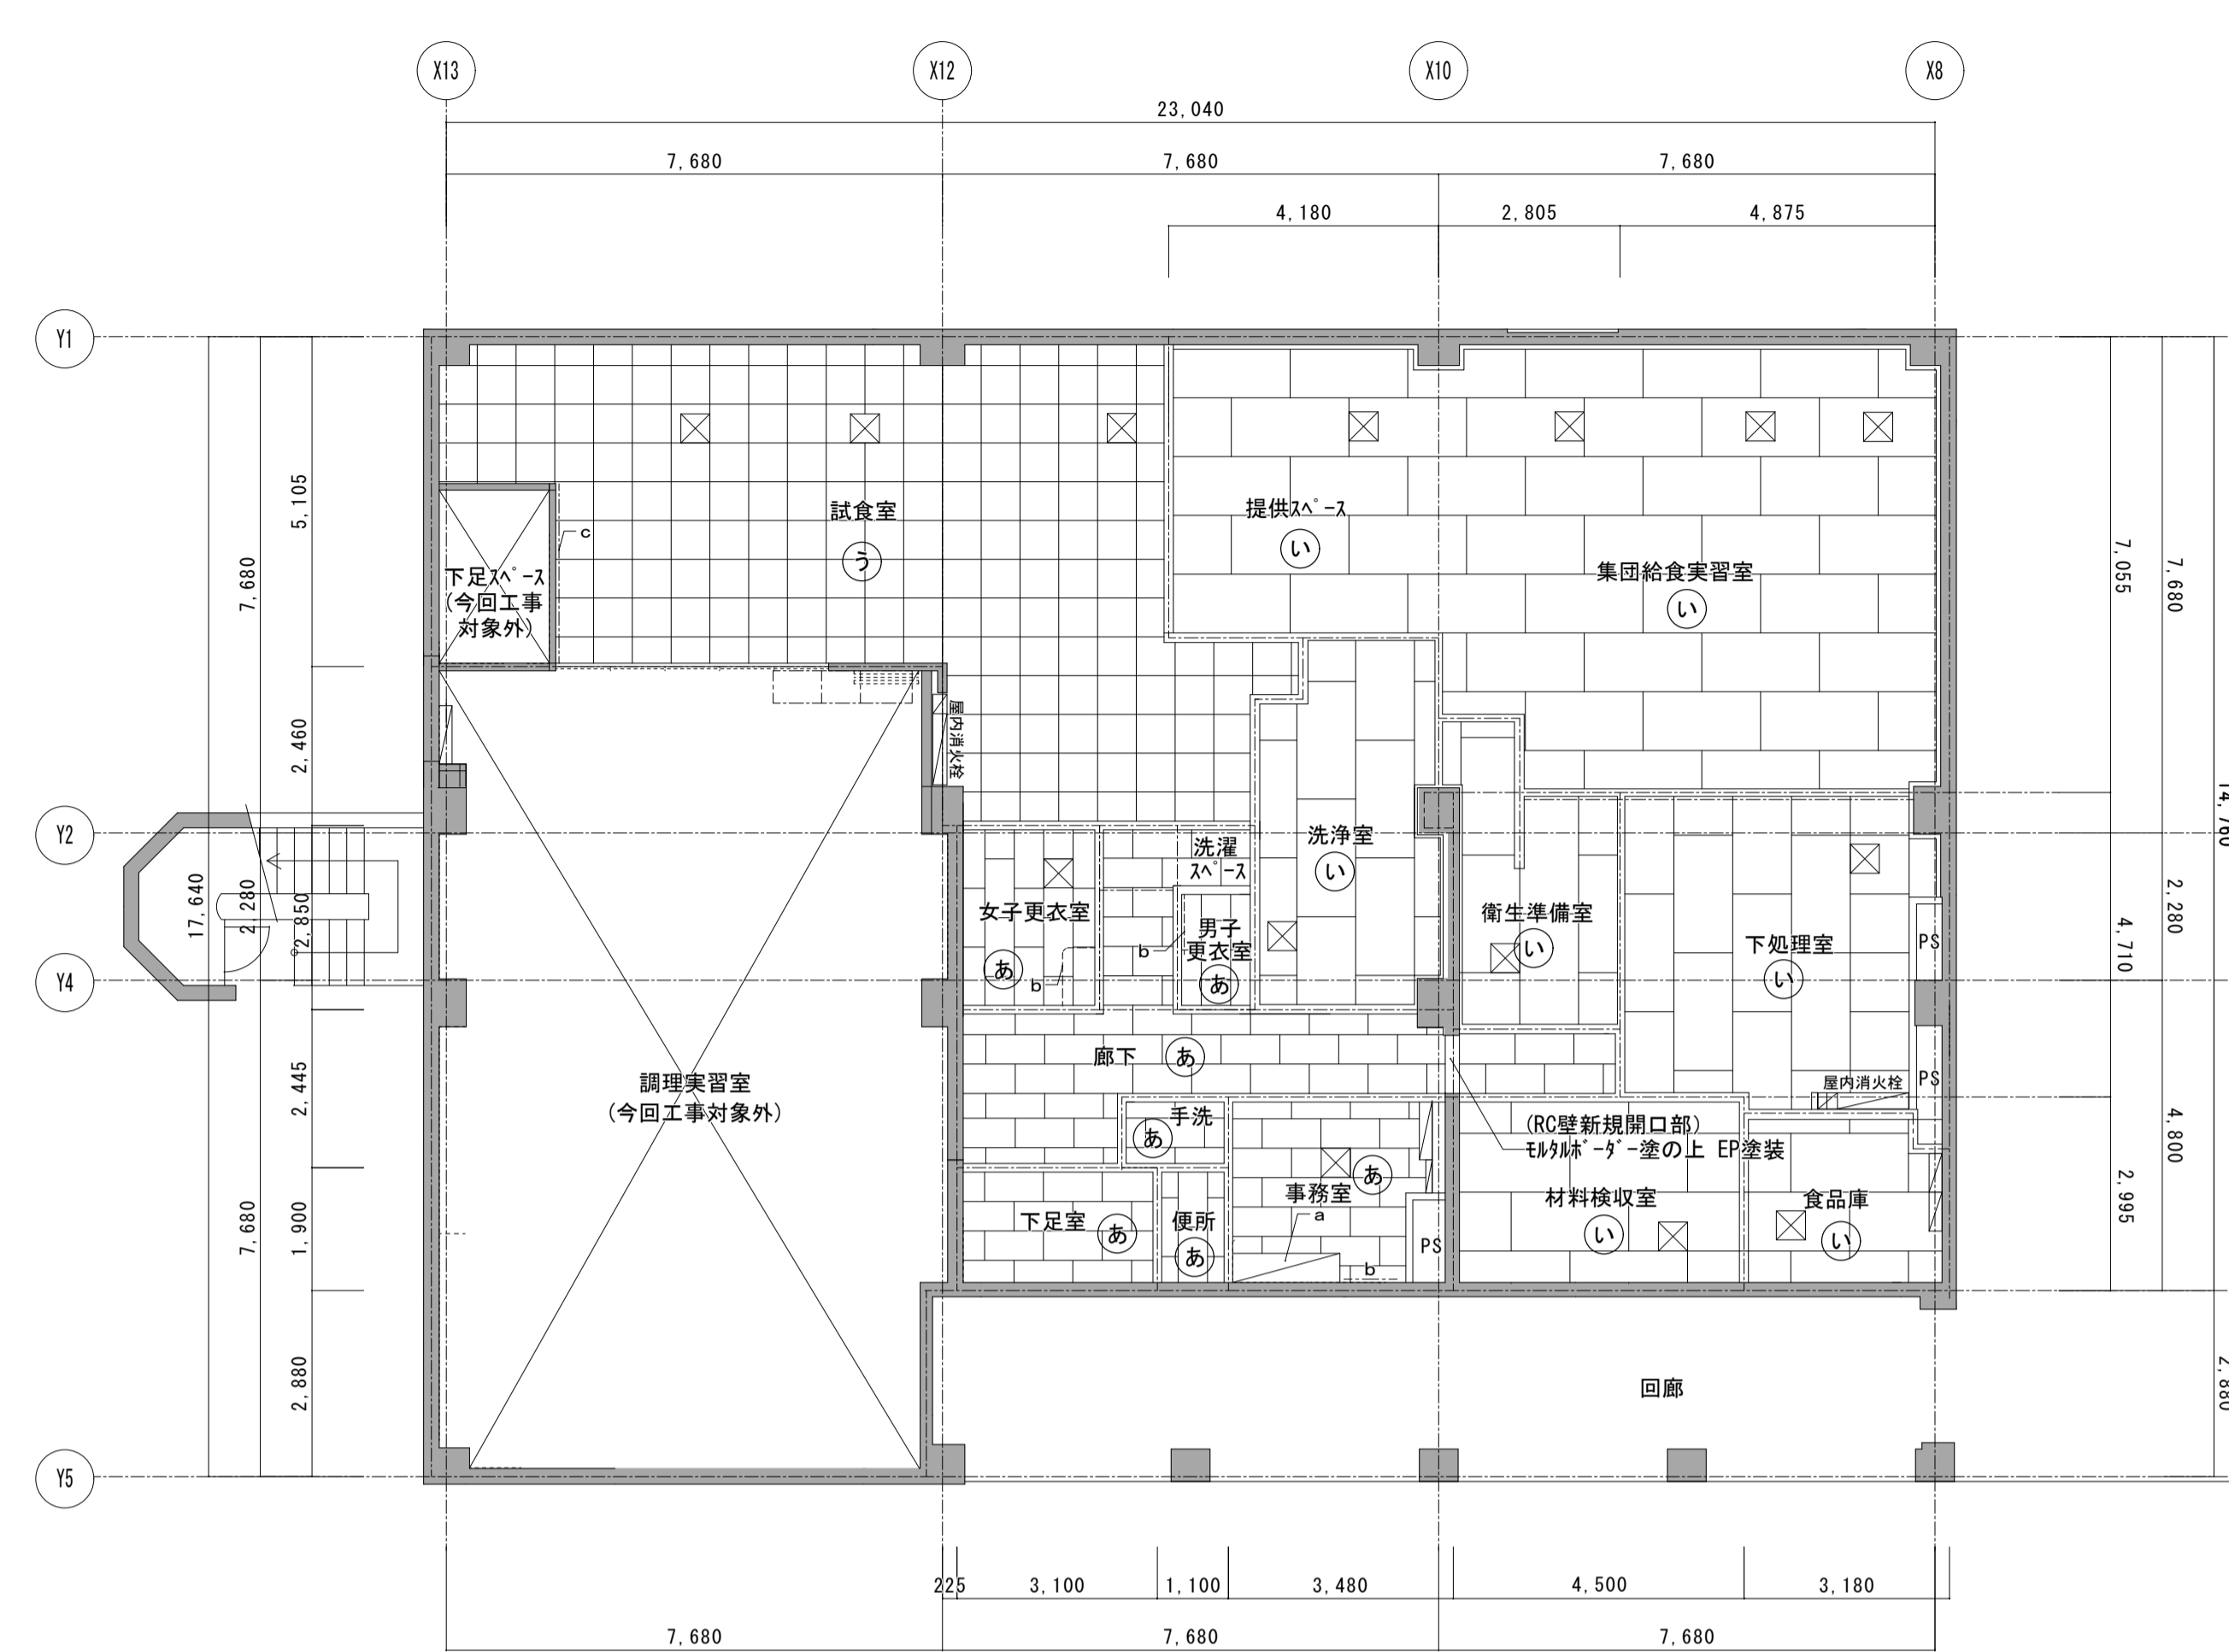 X13
X12
X10
X8
23,040
7,680
7,680
7,680
4,180
2,805
4,875
Y1
Y2
Y4
Y5
5,105
7,680
2,460
17,640
2,280
2,850
2,445
7,680
1,900
2,880
7,055
7,680
14,760
2,280
4,710
4,800
2,995
2,880
試食室
う
c
下足ｽﾍﾟｰｽ
(今回工事
対象外)
提供ｽﾍﾟｰｽ
い
集団給食実習室
い
屋内消火栓
洗濯
ｽﾍﾟｰｽ
洗浄室
い
女子更衣室
あ
b
男子
更衣室
あ
b
衛生準備室
い
下処理室
い
PS
PS
屋内消火栓
廊下
あ
調理実習室
(今回工事対象外)
手洗
あ
(RC壁新規開口部)
ﾓﾙﾀﾙﾎﾞｰﾀﾞｰ塗の上 EP塗装
事務室
あ
a
b
PS
材料検収室
い
食品庫
い
下足室
あ
便所
あ
回廊
225
3,100
1,100
3,480
4,500
3,180
7,680
7,680
7,680